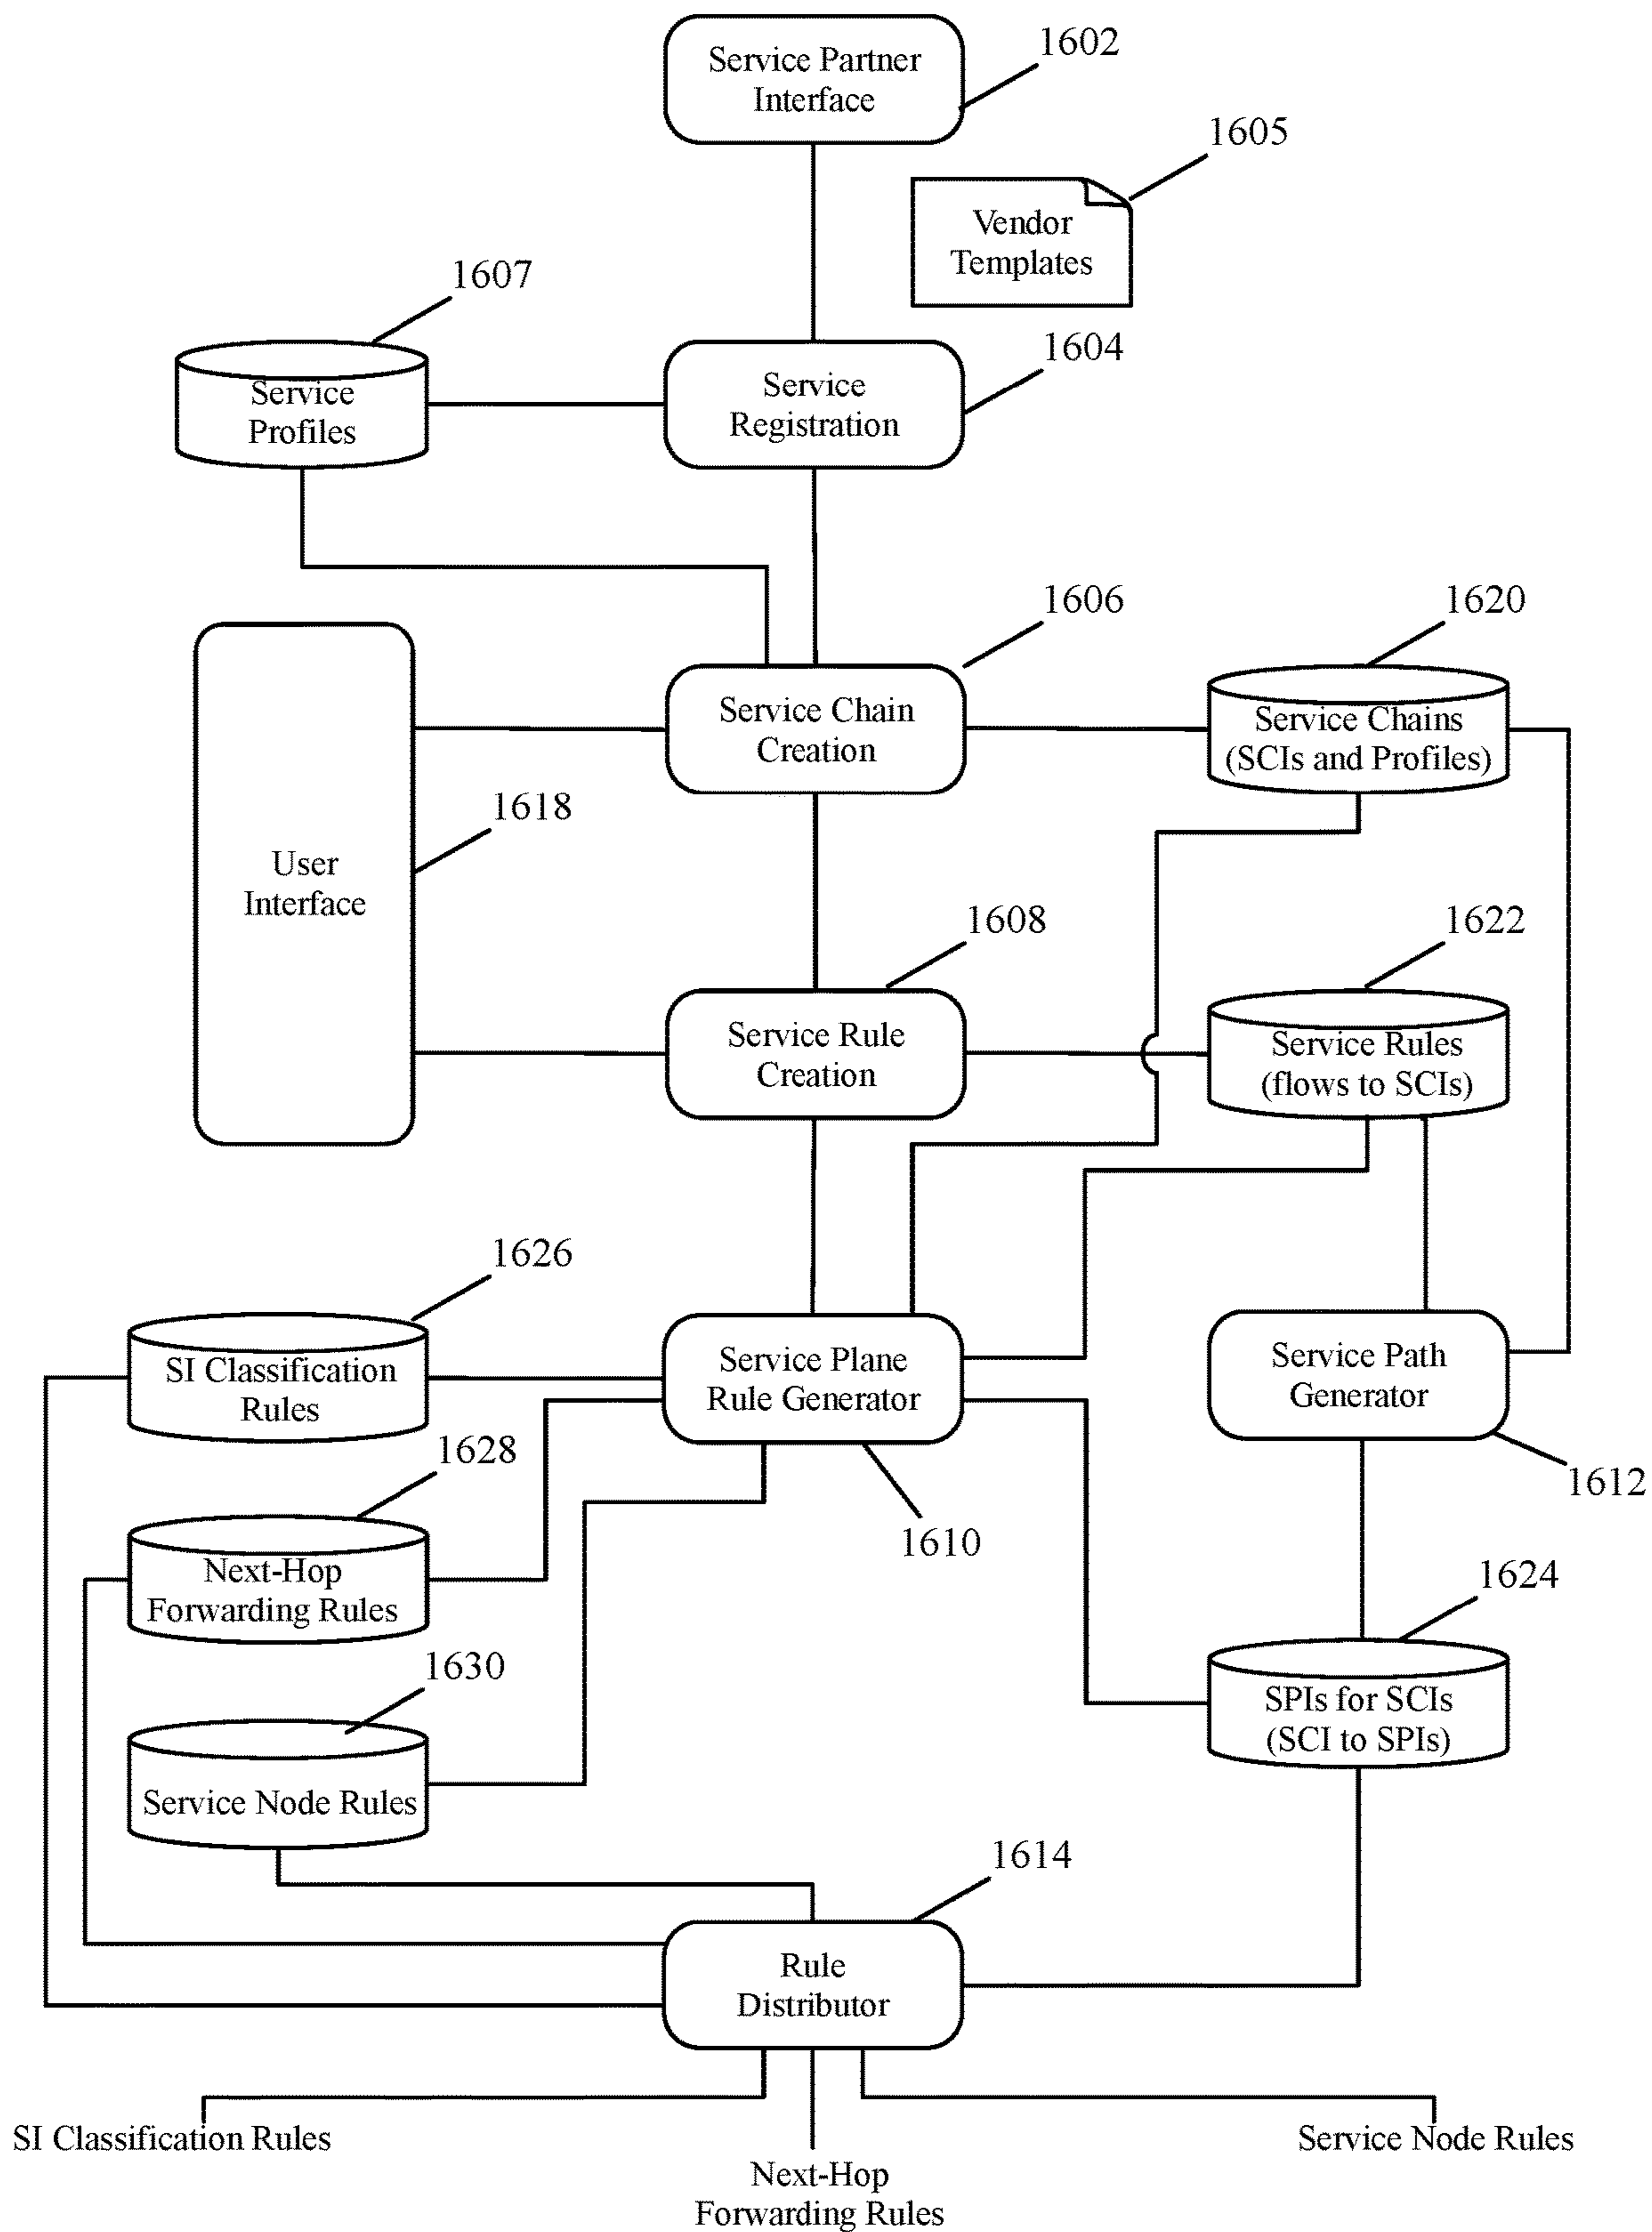 Service Partner
Interface
1602
1605
Vendor
Templates
1607
Service
Profiles
Service
Registration
1604
1606
Service Chain
Creation
1620
Service Chains
(SCIs and Profiles)
User
Interface
1618
1608
Service Rule
Creation
1622
Service Rules
(flows to SCIs)
1626
SI Classification
Rules
Service Plane
Rule Generator
1610
Service Path
Generator
1612
1628
Next-Hop
Forwarding Rules
1624
SPIs for SCIs
(SCI to SPIs)
1630
Service Node Rules
1614
Rule
Distributor
SI Classification Rules
Next-Hop
Forwarding Rules
Service Node Rules